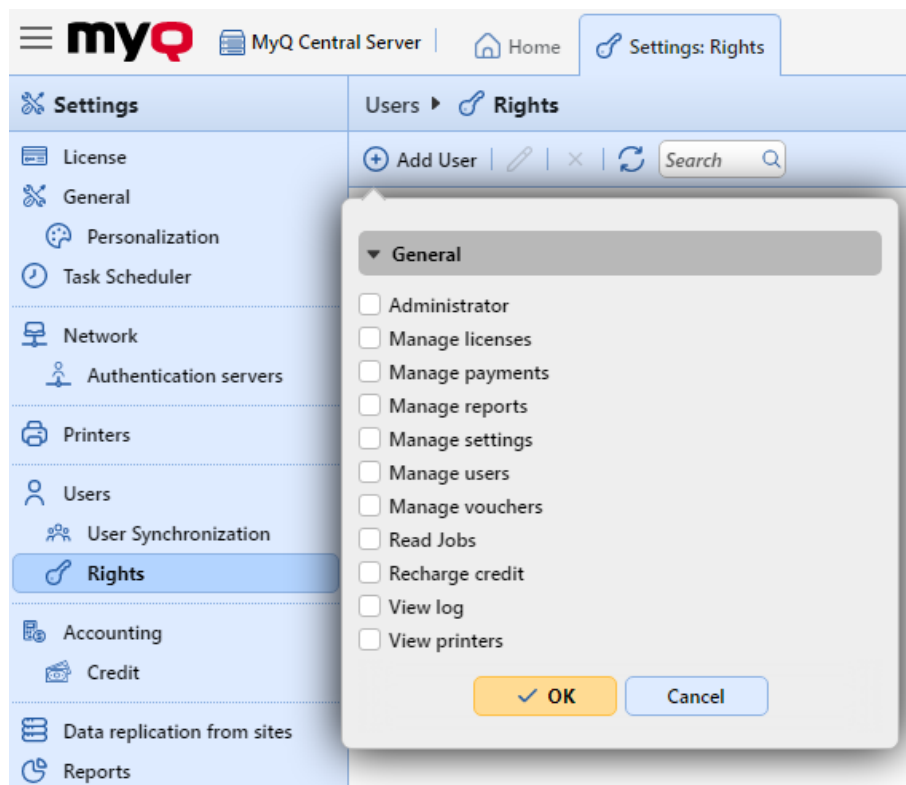 myQ MyQ Central Server Home Settings: Rights
Settings
Users Rights
License
General
Personalization
Task Scheduler
Network
Authentication servers
Printers
Users
User Synchronization
Rights
Accounting
Credit
Data replication from sites
Reports
Add User Search
General
Administrator
Manage licenses
Manage payments
Manage reports
Manage settings
Manage users
Manage vouchers
Read Jobs
Recharge credit
View log
View printers
OK Cancel